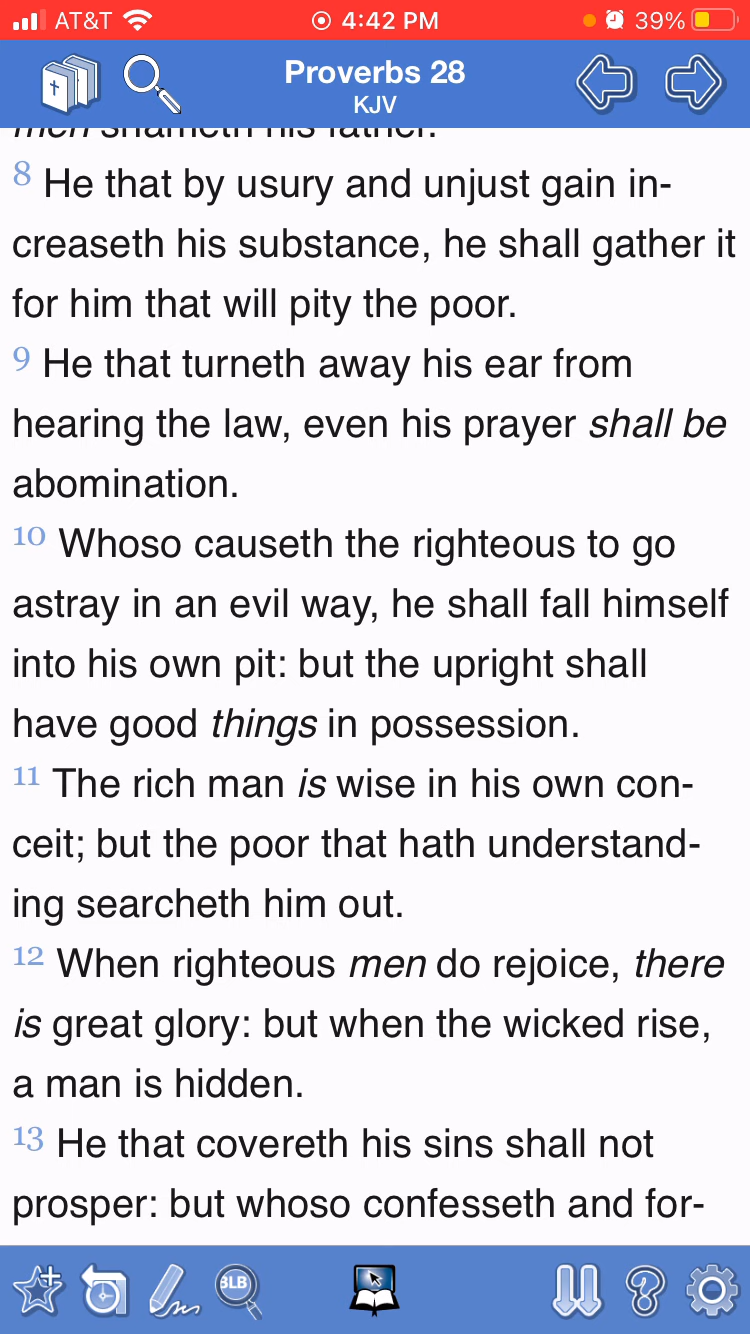 AT&T 4:42 PM 39%
Proverbs 28
KJV
men shameth his father.
8 He that by usury and unjust gain in-
creaseth his substance, he shall gather it
for him that will pity the poor.
9 He that turneth away his ear from
hearing the law, even his prayer shall be
abomination.
10 Whoso causeth the righteous to go
astray in an evil way, he shall fall himself
into his own pit: but the upright shall
have good things in possession.
11 The rich man is wise in his own con-
ceit; but the poor that hath understand-
ing searcheth him out.
12 When righteous men do rejoice, there
is great glory: but when the wicked rise,
a man is hidden.
13 He that covereth his sins shall not
prosper: but whoso confesseth and for-
BLB